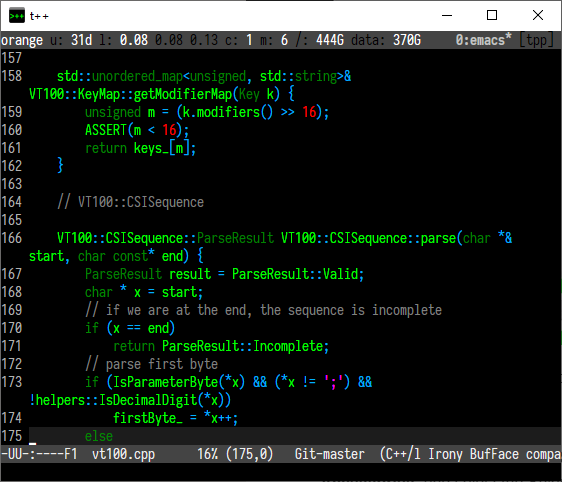 >++ t++
orange u: 31d l: 0.08 0.08 0.13 c: 1 m: 6 /: 444G data: 370G 0:emacs* [tpp]
157
158 std::unordered_map<unsigned, std::string>&
VT100::KeyMap::getModifierMap(Key k) {
159 unsigned m = (k.modifiers() >> 16);
160 ASSERT(m < 16);
161 return keys_[m];
162 }
163
164 // VT100::CSISequence
165
166 VT100::CSISequence::ParseResult VT100::CSISequence::parse(char *&
start, char const* end) {
167 ParseResult result = ParseResult::Valid;
168 char * x = start;
169 // if we are at the end, the sequence is incomplete
170 if (x == end)
171 return ParseResult::Incomplete;
172 // parse first byte
173 if (IsParameterByte(*x) && (*x != ';') &&
!helpers::IsDecimalDigit(*x))
174 firstByte_ = *x++;
175 else
-UU-:----F1 vt100.cpp 16% (175,0) Git-master (C++/l Irony BufFace compa